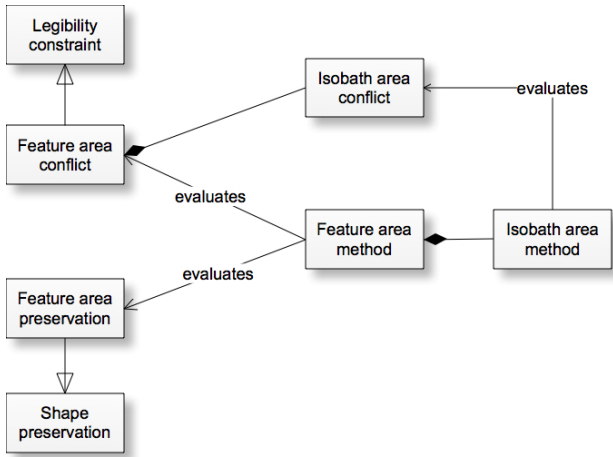 Legibility
constraint
Isobath area
conflict
evaluates
Feature area
conflict
evaluates
Feature area
method
Isobath area
method
evaluates
Feature area
preservation
Shape
preservation